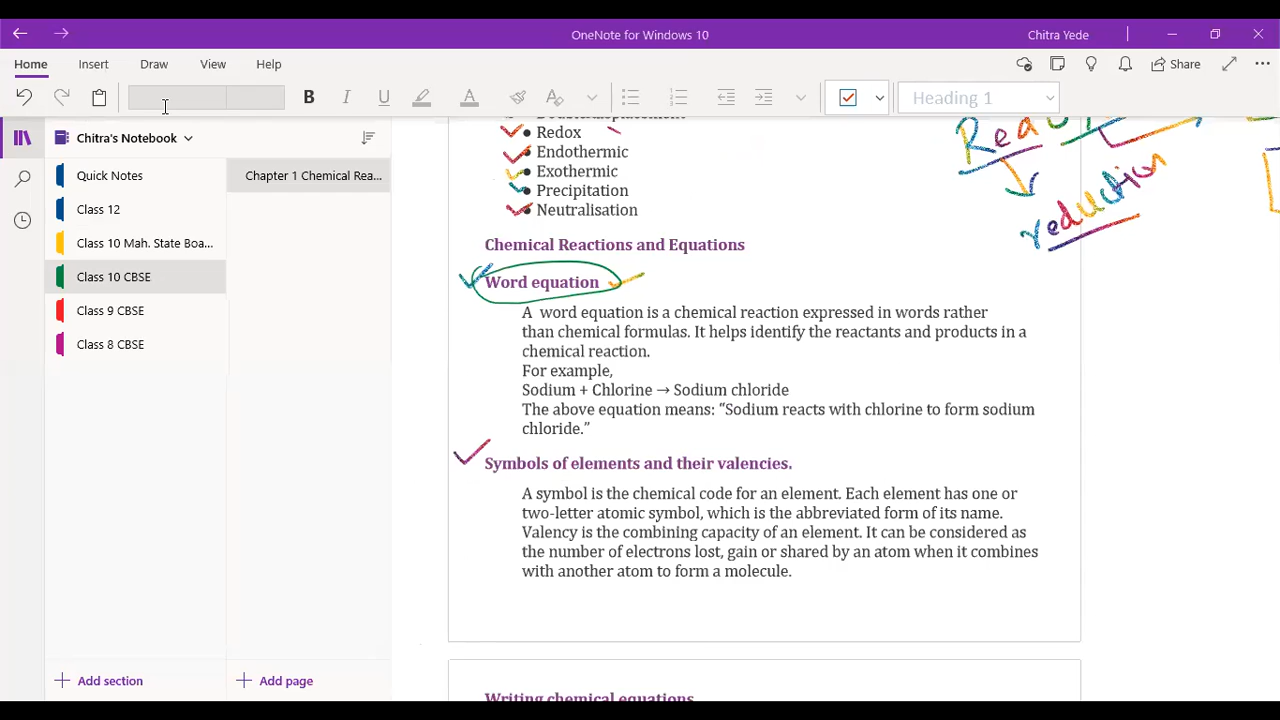 OneNote for Windows 10
Chitra Yede
Home Insert Draw View Help
Share
B I U A
Heading 1
Chitra's Notebook
Quick Notes
Class 12
Class 10 Mah. State Boa...
Class 10 CBSE
Class 9 CBSE
Class 8 CBSE
Chapter 1 Chemical Rea...
Add section
Add page
Redox
Endothermic
Exothermic
Precipitation
Neutralisation
Chemical Reactions and Equations
Word equation
A word equation is a chemical reaction expressed in words rather
than chemical formulas. It helps identify the reactants and products in a
chemical reaction.
For example,
Sodium + Chlorine → Sodium chloride
The above equation means: “Sodium reacts with chlorine to form sodium
chloride.”
Symbols of elements and their valencies.
A symbol is the chemical code for an element. Each element has one or
two-letter atomic symbol, which is the abbreviated form of its name.
Valency is the combining capacity of an element. It can be considered as
the number of electrons lost, gain or shared by an atom when it combines
with another atom to form a molecule.
Writing chemical equations
reduction